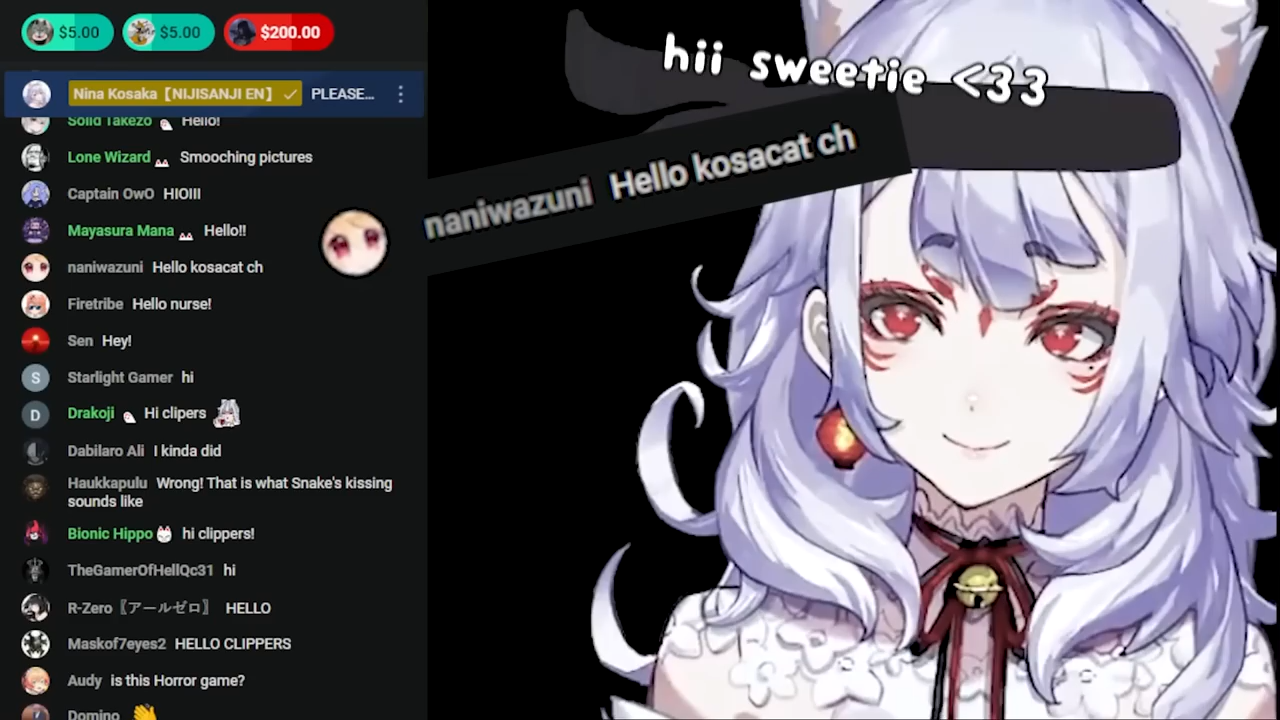 $5.00 $5.00 $200.00
Nina Kosaka【NIJISANJI EN】 PLEASE...
Solid Takezo Hello!
Lone Wizard Smooching pictures
Captain OwO HIOIII
Mayasura Mana Hello!!
naniwazuni Hello kosacat ch
Firetribe Hello nurse!
Sen Hey!
S Starlight Gamer hi
D Drakoji Hi clipers
Dabilaro Ali I kinda did
Haukkapulu Wrong! That is what Snake's kissing
sounds like
Bionic Hippo hi clippers!
TheGamerOfHellQc31 hi
R-Zero〖アールゼロ〗 HELLO
Maskof7eyes2 HELLO CLIPPERS
Audy is this Horror game?
Domino
hii sweetie <33
naniwazuni Hello kosacat ch